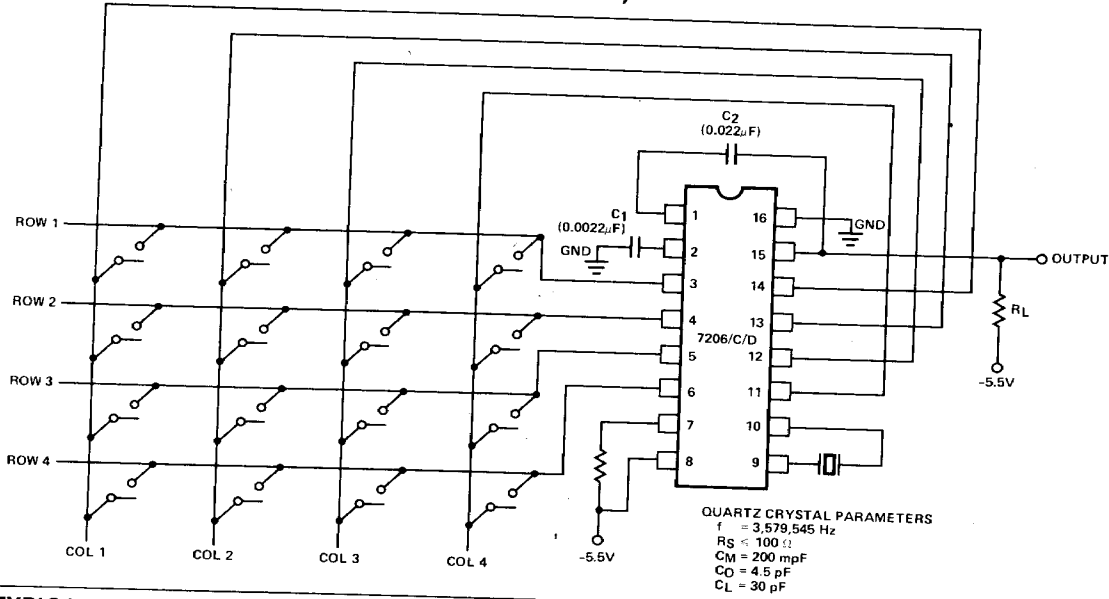 C2
(0.022μF)
C1
(0.0022μF)
GND
ROW 1
ROW 2
ROW 3
ROW 4
COL 1
COL 2
COL 3
COL 4
1
2
3
4
5
6
7
8
16
15
14
13
12
11
10
9
7206/C/D
GND
OUTPUT
RL
-5.5V
-5.5V
QUARTZ CRYSTAL PARAMETERS
f = 3,579,545 Hz
RS ≤ 100 Ω
CM = 200 mpF
CO = 4.5 pF
CL = 30 pF